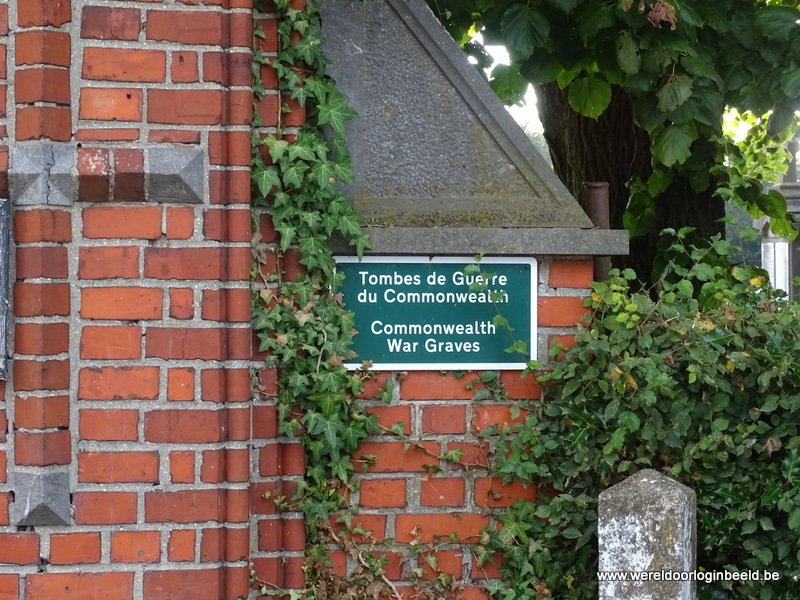 Tombes de Guerre
du Commonwealth
Commonwealth
War Graves
www.wereldoorloginbeeld.be